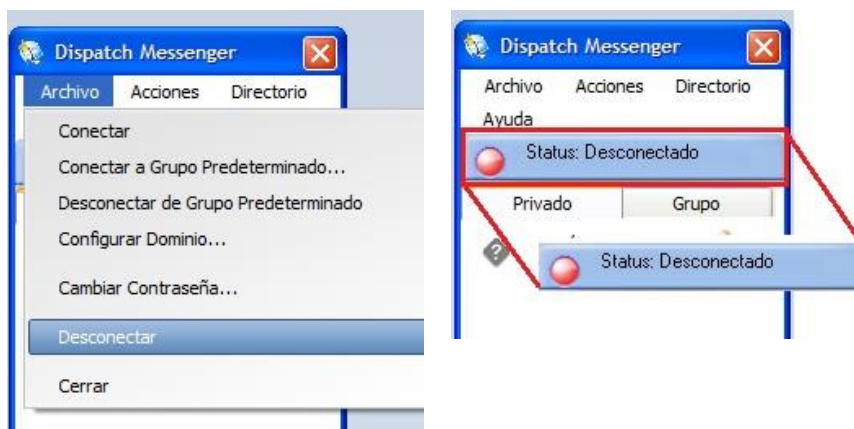 Dispatch Messenger
Archivo Acciones Directorio
Conectar
Conectar a Grupo Predeterminado...
Desconectar de Grupo Predeterminado
Configurar Dominio...
Cambiar Contraseña...
Desconectar
Cerrar
Dispatch Messenger
Archivo Acciones Directorio
Ayuda
Status: Desconectado
Privado Grupo
Status: Desconectado